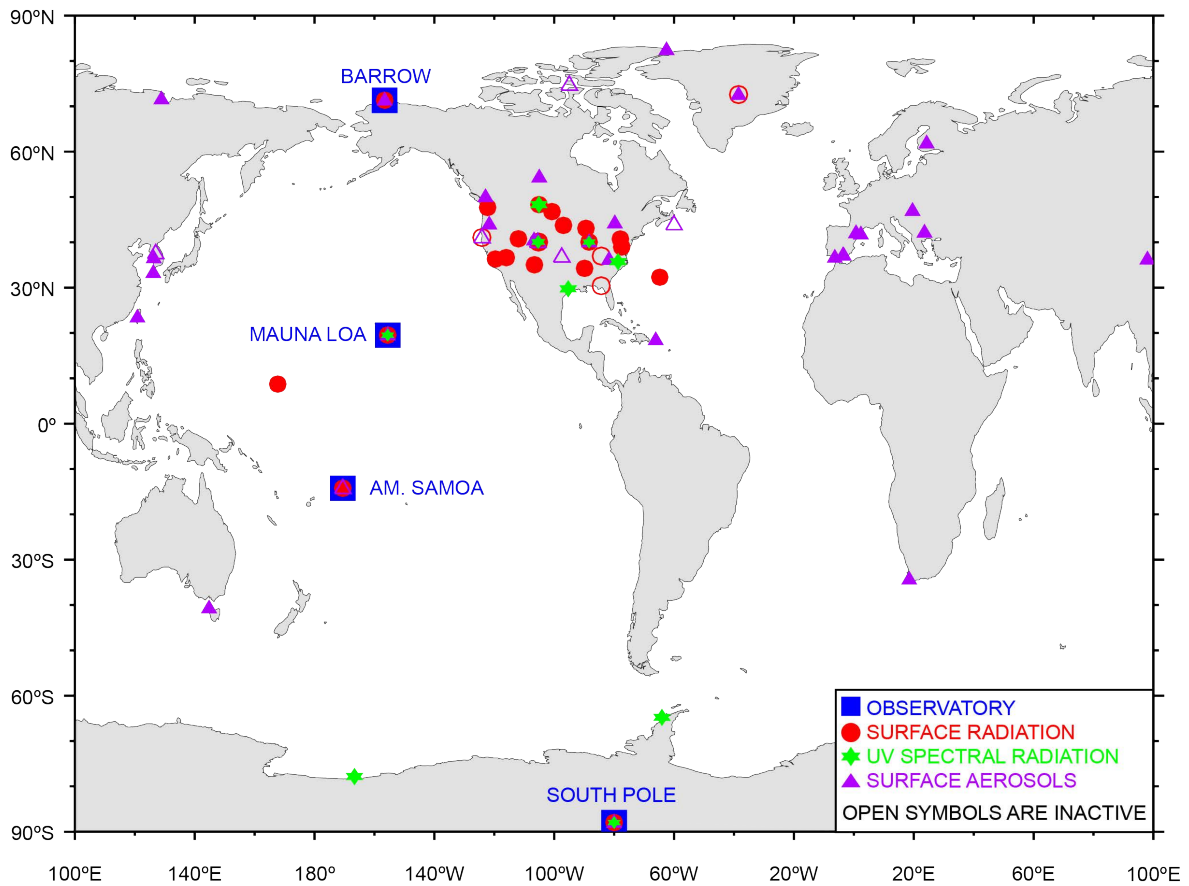 90ºN
BARROW
60ºN
30ºN
MAUNA LOA
0º
AM. SAMOA
30ºS
60ºS
OBSERVATORY
SURFACE RADIATION
UV SPECTRAL RADIATION
SURFACE AEROSOLS
OPEN SYMBOLS ARE INACTIVE
SOUTH POLE
90ºS
100ºE 140ºE 180º 140ºW 100ºW 60ºW 20ºW 20ºE 60ºE 100ºE